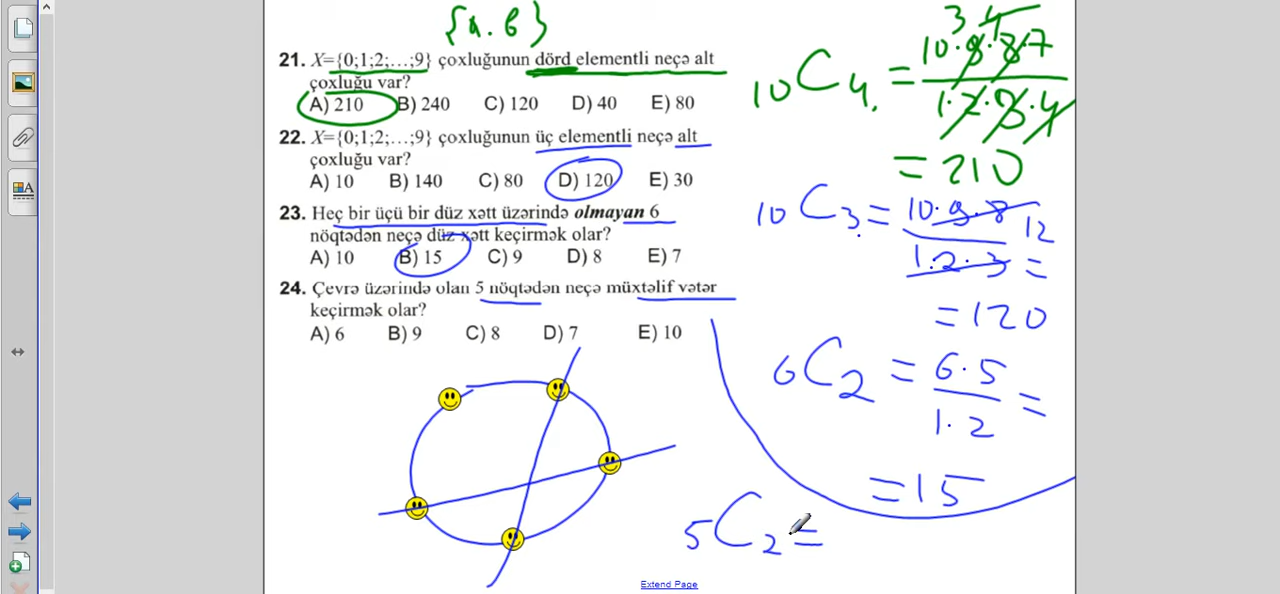 {a.b}
21. X={0;1;2;...;9} çoxluğunun dörd elementli neçə alt
çoxluğu var?
A) 210 B) 240 C) 120 D) 40 E) 80
22. X={0;1;2;...;9} çoxluğunun üç elementli neçə alt
çoxluğu var?
A) 10 B) 140 C) 80 D) 120 E) 30
23. Heç bir üçü bir düz xətt üzərində olmayan 6
nöqtədən neçə düz xətt keçirmək olar?
A) 10 B) 15 C) 9 D) 8 E) 7
24. Çevrə üzərində olan 5 nöqtədən neçə müxtəlif vətər
keçirmək olar?
A) 6 B) 9 C) 8 D) 7 E) 10
3 4
10·9·8·7
10C4. =
1·2·3·4
= 210
10C3. = 10·9·8 12
1·2·3 =
= 120
6C2 = 6·5 =
1·2
= 15
5C2 =
Extend Page